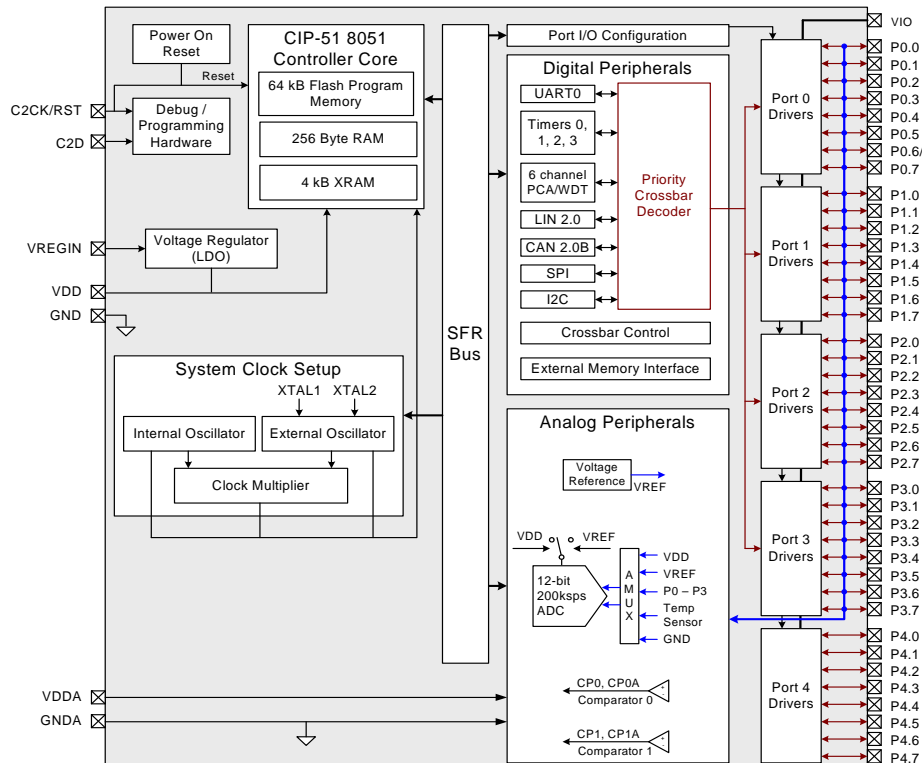 Power On
Reset
Reset
C2CK/RST
Debug /
Programming
Hardware
C2D
CIP-51 8051
Controller Core
64 kB Flash Program
Memory
256 Byte RAM
4 kB XRAM
VREGIN
Voltage Regulator
(LDO)
VDD
GND
System Clock Setup
XTAL1
XTAL2
Internal Oscillator
External Oscillator
Clock Multiplier
VDDA
GNDA
SFR
Bus
Port I/O Configuration
Digital Peripherals
UART0
Timers 0,
1, 2, 3
6 channel
PCA/WDT
LIN 2.0
CAN 2.0B
SPI
I2C
Priority
Crossbar
Decoder
Crossbar Control
External Memory Interface
Analog Peripherals
Voltage
Reference
VREF
VDD
VREF
12-bit
200ksps
ADC
A
M
U
X
VDD
VREF
P0 – P3
Temp
Sensor
GND
CP0, CP0A
Comparator 0
CP1, CP1A
Comparator 1
Port 0
Drivers
Port 1
Drivers
Port 2
Drivers
Port 3
Drivers
Port 4
Drivers
VIO
P0.0
P0.1
P0.2
P0.3
P0.4
P0.5
P0.6/
P0.7
P1.0
P1.1
P1.2
P1.3
P1.4
P1.5
P1.6
P1.7
P2.0
P2.1
P2.2
P2.3
P2.4
P2.5
P2.6
P2.7
P3.0
P3.1
P3.2
P3.3
P3.4
P3.5
P3.6
P3.7
P4.0
P4.1
P4.2
P4.3
P4.4
P4.5
P4.6
P4.7